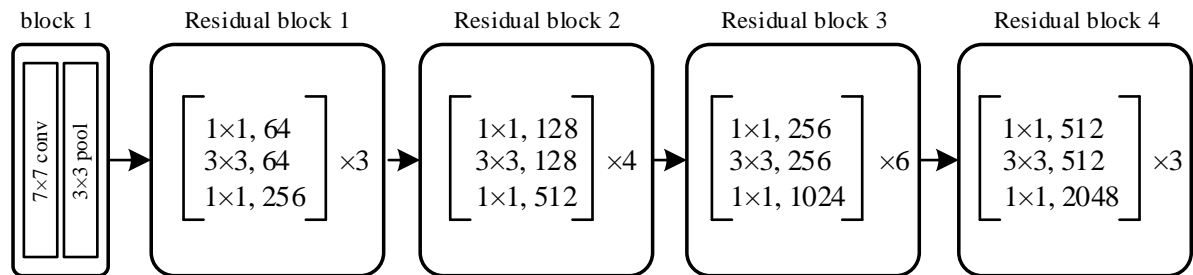 block 1
7×7 conv
3×3 pool
Residual block 1
1×1, 64
3×3, 64
1×1, 256
×3
Residual block 2
1×1, 128
3×3, 128
1×1, 512
×4
Residual block 3
1×1, 256
3×3, 256
1×1, 1024
×6
Residual block 4
1×1, 512
3×3, 512
1×1, 2048
×3